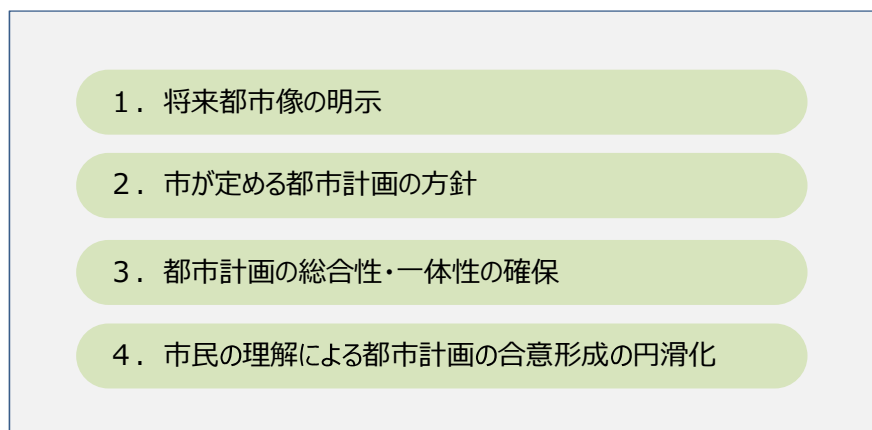 １．将来都市像の明示
２．市が定める都市計画の方針
３．都市計画の総合性・一体性の確保
４．市民の理解による都市計画の合意形成の円滑化